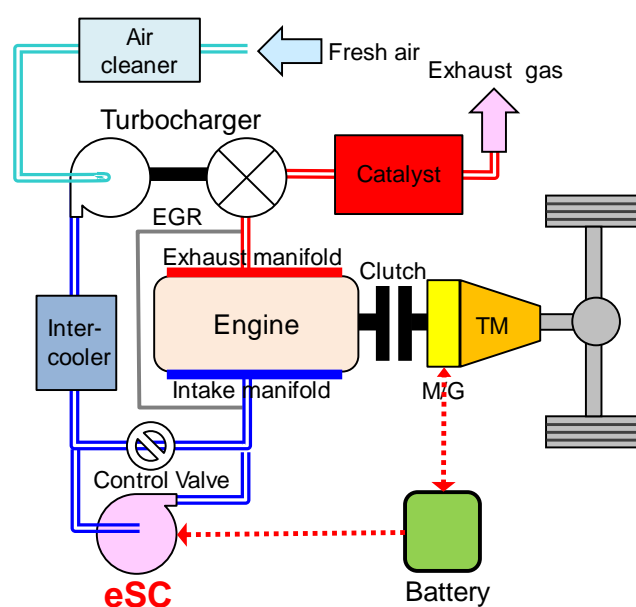 Air
cleaner
Fresh air
Exhaust gas
Turbocharger
Catalyst
EGR
Exhaust manifold
Clutch
Inter-
cooler
Engine
TM
Intake manifold
M/G
Control Valve
eSC
Battery